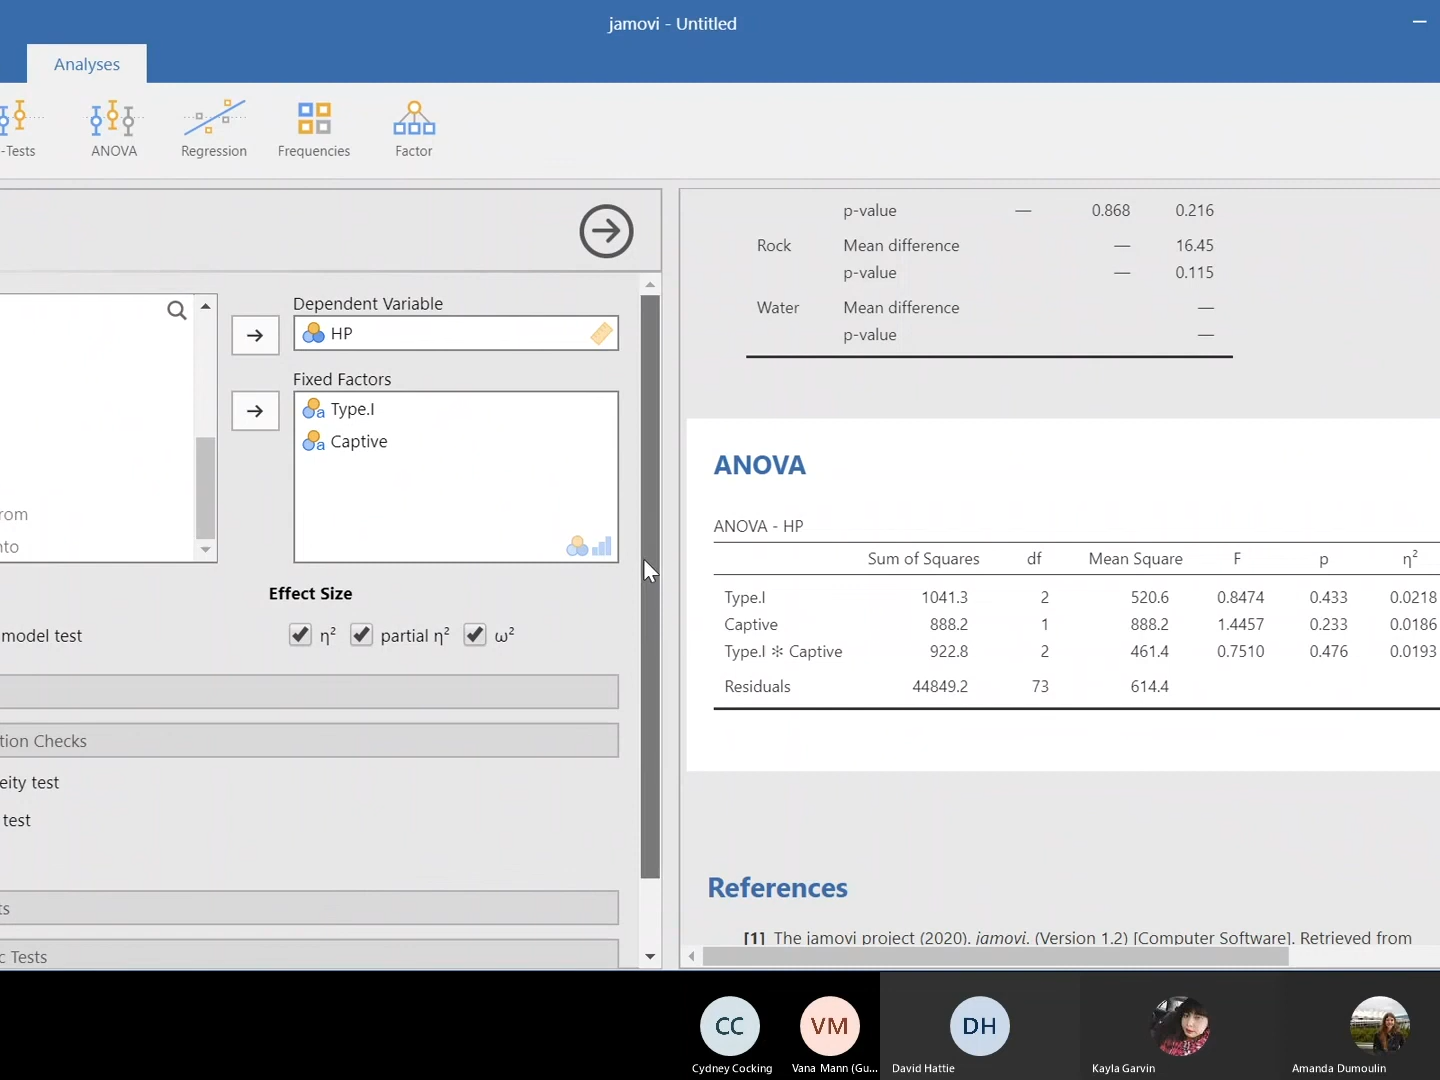 jamovi - Untitled
Analyses
-Tests
ANOVA
Regression
Frequencies
Factor
p-value — 0.868 0.216
Rock Mean difference — 16.45
p-value — 0.115
Water Mean difference —
p-value —
Dependent Variable
HP
Fixed Factors
a Type.I
a Captive
rom
nto
Effect Size
model test
η² partial η² ω²
tion Checks
eity test
test
ts
c Tests
ANOVA
ANOVA - HP
Sum of Squares df Mean Square F p η²
Type.I 1041.3 2 520.6 0.8474 0.433 0.0218
Captive 888.2 1 888.2 1.4457 0.233 0.0186
Type.I ✻ Captive 922.8 2 461.4 0.7510 0.476 0.0193
Residuals 44849.2 73 614.4
References
[1] The jamovi project (2020). jamovi. (Version 1.2) [Computer Software]. Retrieved from
CC
VM
DH
Cydney Cocking
Vana Mann (Gu...
David Hattie
Kayla Garvin
Amanda Dumoulin